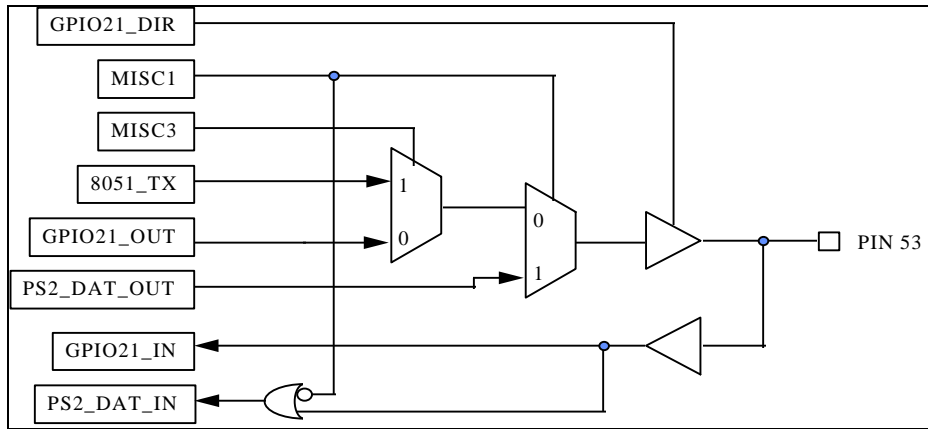 GPIO21_DIR
MISC1
MISC3
8051_TX
1
GPIO21_OUT
0
0
PIN 53
PS2_DAT_OUT
1
GPIO21_IN
PS2_DAT_IN